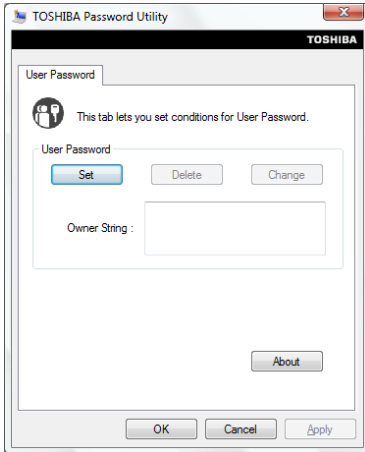 TOSHIBA Password Utility
TOSHIBA
User Password
This tab lets you set conditions for User Password.
User Password
Set Delete Change
Owner String :
About
OK Cancel Apply